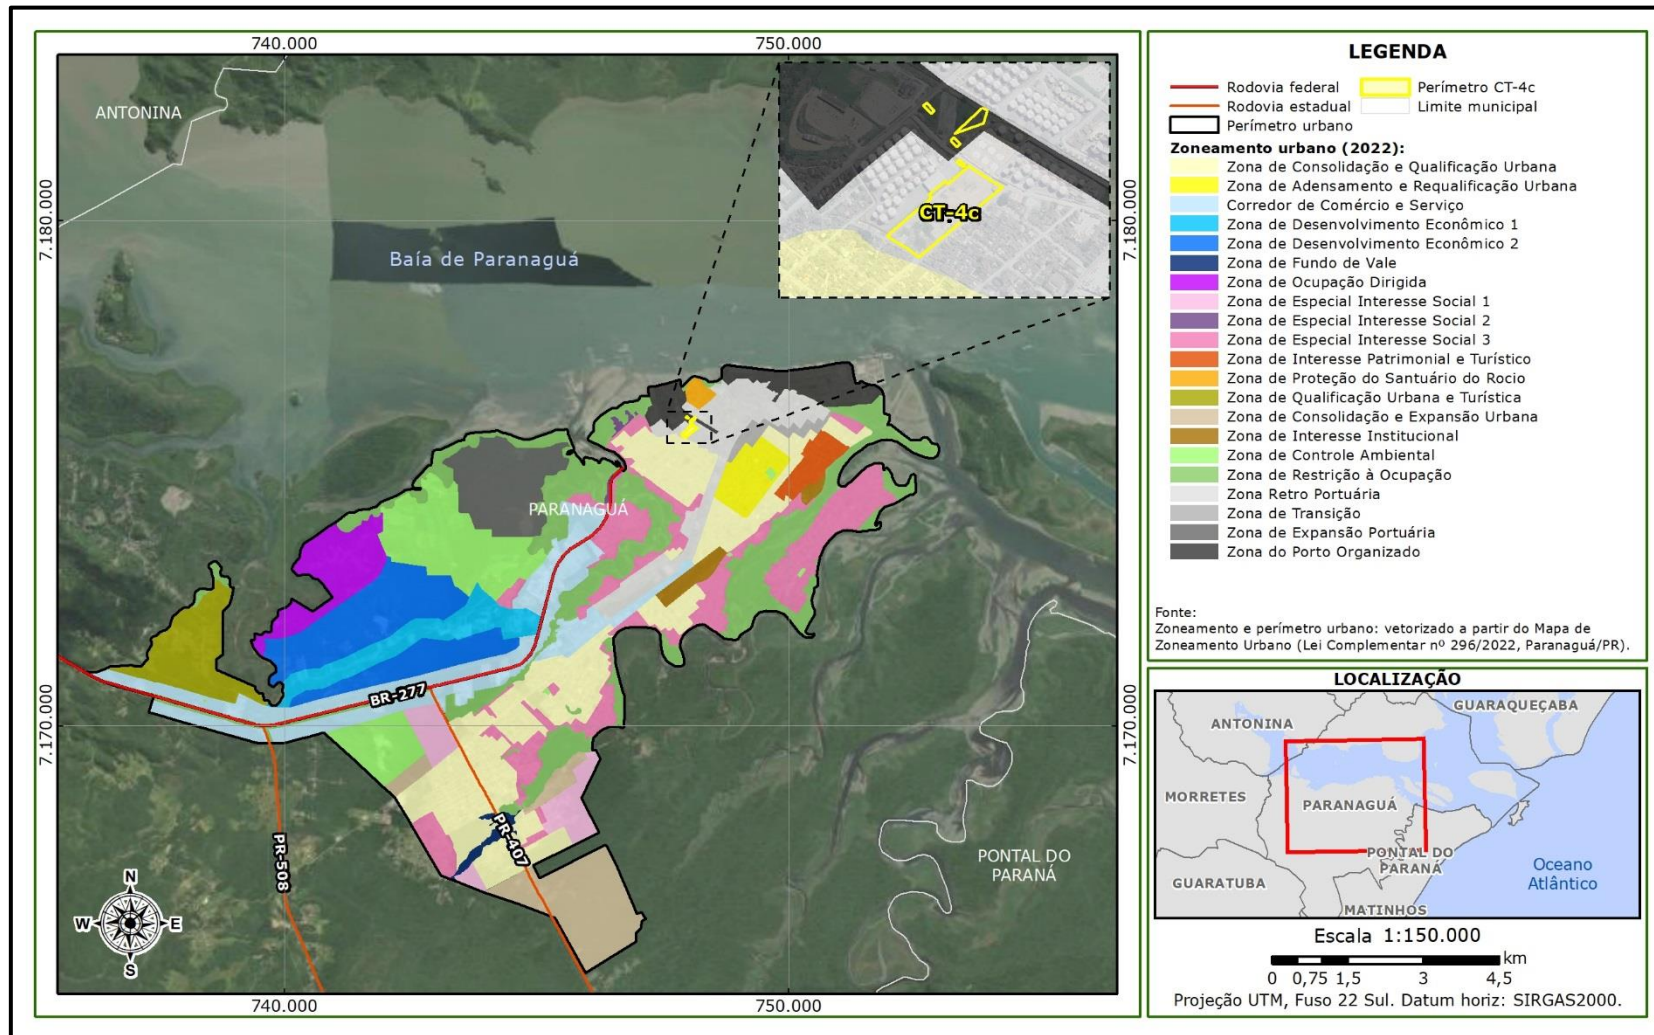 740.000
750.000
ANTONINA
7.180.000
7.180.000
Baía de Paranaguá
CT-4c
PARANAGUÁ
BR-277
7.170.000
7.170.000
PR-407
PR-508
PONTAL DO
PARANÁ
N
W
E
S
740.000
750.000
LEGENDA
Rodovia federal
Perímetro CT-4c
Rodovia estadual
Limite municipal
Perímetro urbano
Zoneamento urbano (2022):
Zona de Consolidação e Qualificação Urbana
Zona de Adensamento e Requalificação Urbana
Corredor de Comércio e Serviço
Zona de Desenvolvimento Econômico 1
Zona de Desenvolvimento Econômico 2
Zona de Fundo de Vale
Zona de Ocupação Dirigida
Zona de Especial Interesse Social 1
Zona de Especial Interesse Social 2
Zona de Especial Interesse Social 3
Zona de Interesse Patrimonial e Turístico
Zona de Proteção do Santuário do Rocio
Zona de Qualificação Urbana e Turística
Zona de Consolidação e Expansão Urbana
Zona de Interesse Institucional
Zona de Controle Ambiental
Zona de Restrição à Ocupação
Zona Retro Portuária
Zona de Transição
Zona de Expansão Portuária
Zona do Porto Organizado
Fonte:
Zoneamento e perímetro urbano: vetorizado a partir do Mapa de
Zoneamento Urbano (Lei Complementar nº 296/2022, Paranaguá/PR).
LOCALIZAÇÃO
GUARAQUEÇABA
ANTONINA
MORRETES
PARANAGUÁ
PONTAL DO
PARANÁ
GUARATUBA
MATINHOS
Oceano
Atlântico
Escala 1:150.000
km
0 0,75 1,5 3 4,5
Projeção UTM, Fuso 22 Sul. Datum horiz: SIRGAS2000.